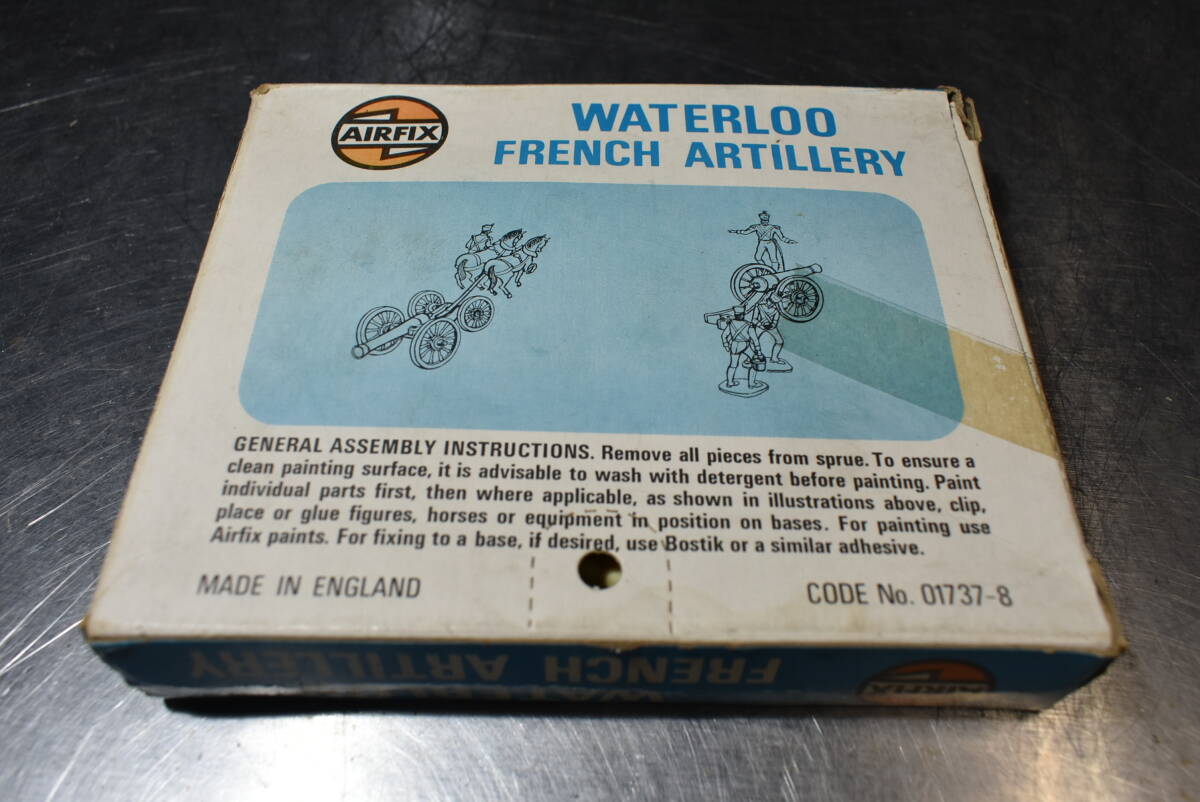 AIRFIX
WATERLOO
FRENCH ARTILLERY
GENERAL ASSEMBLY INSTRUCTIONS. Remove all pieces from sprue. To ensure a
clean painting surface, it is advisable to wash with detergent before painting. Paint
individual parts first, then where applicable, as shown in illustrations above, clip,
place or glue figures, horses or equipment in position on bases. For painting use
Airfix paints. For fixing to a base, if desired, use Bostik or a similar adhesive.
MADE IN ENGLAND
CODE No. 01737-8
WATERLOO
FRENCH ARTILLERY
AIRFIX